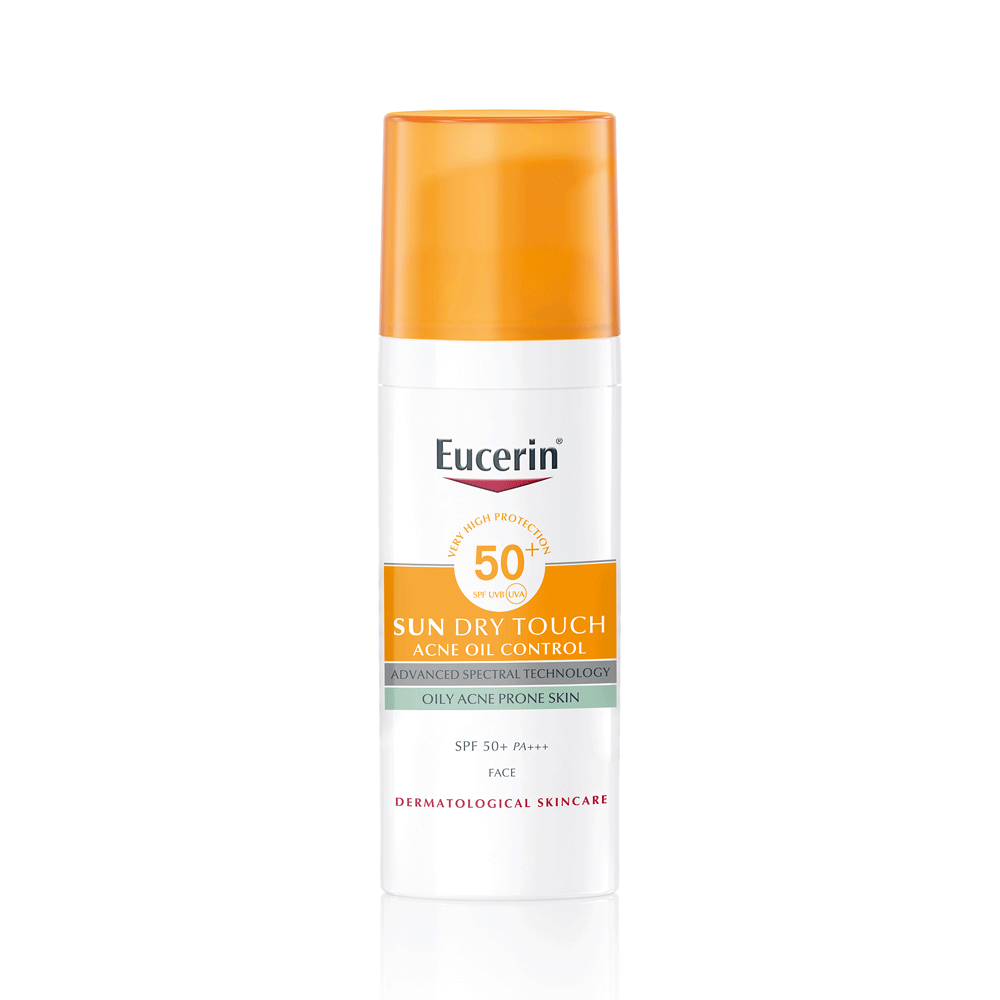 Eucerin®
VERY HIGH PROTECTION
50+
SPF UVB UVA
SUN DRY TOUCH
ACNE OIL CONTROL
ADVANCED SPECTRAL TECHNOLOGY
OILY ACNE PRONE SKIN
SPF 50+ PA+++
FACE
DERMATOLOGICAL SKINCARE